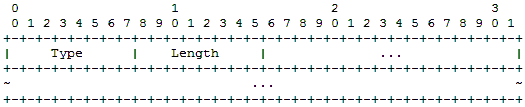 0                   1                   2                   3
 0 1 2 3 4 5 6 7 8 9 0 1 2 3 4 5 6 7 8 9 0 1 2 3 4 5 6 7 8 9 0 1
+-+-+-+-+-+-+-+-+-+-+-+-+-+-+-+-+-+-+-+-+-+-+-+-+-+-+-+-+-+-+-+-+
|     Type      |    Length     |              ...              |
+-+-+-+-+-+-+-+-+-+-+-+-+-+-+-+-+-+-+-+-+-+-+-+-+-+-+-+-+-+-+-+-+
~                              ...                              ~
+-+-+-+-+-+-+-+-+-+-+-+-+-+-+-+-+-+-+-+-+-+-+-+-+-+-+-+-+-+-+-+-+